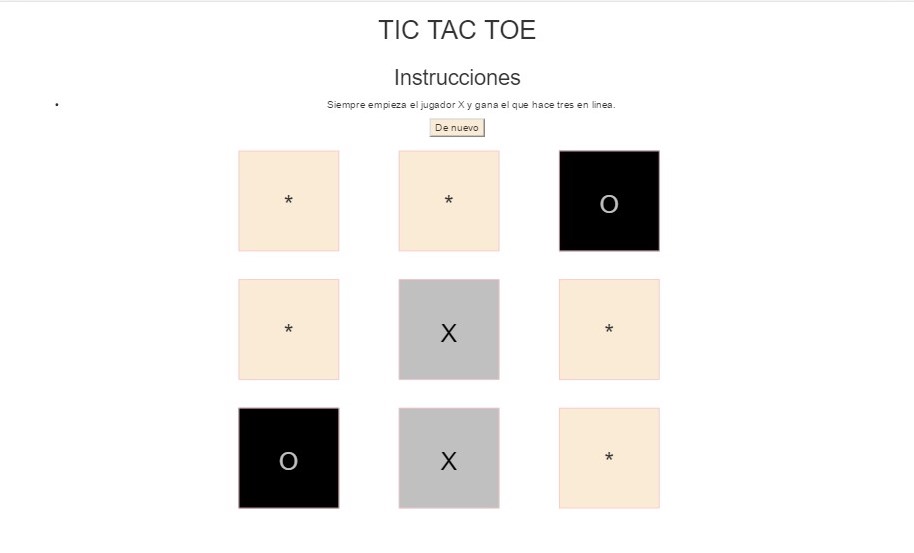 TIC TAC TOE
Instrucciones
• Siempre empieza el jugador X y gana el que hace tres en linea.
De nuevo
* * O
* X *
O X *